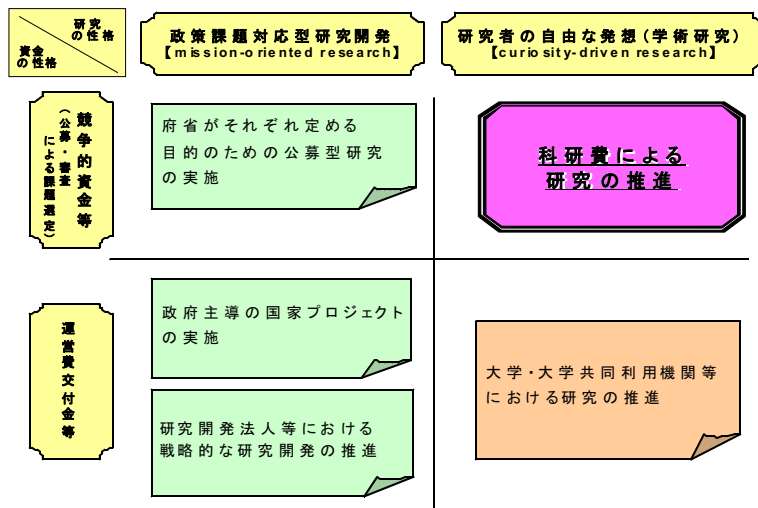 研究
の性格
資金
の性格
政策課題対応型研究開発
【mission-oriented research】
研究者の自由な発想(学術研究)
【curiosity-driven research】
競争的資金等
(公募・審査
による課題選定)
府省がそれぞれ定める
目的のための公募型研究
の実施
科研費による
研究の推進
運営費交付金等
政府主導の国家プロジェクト
の実施
研究開発法人等における
戦略的な研究開発の推進
大学・大学共同利用機関等
における研究の推進